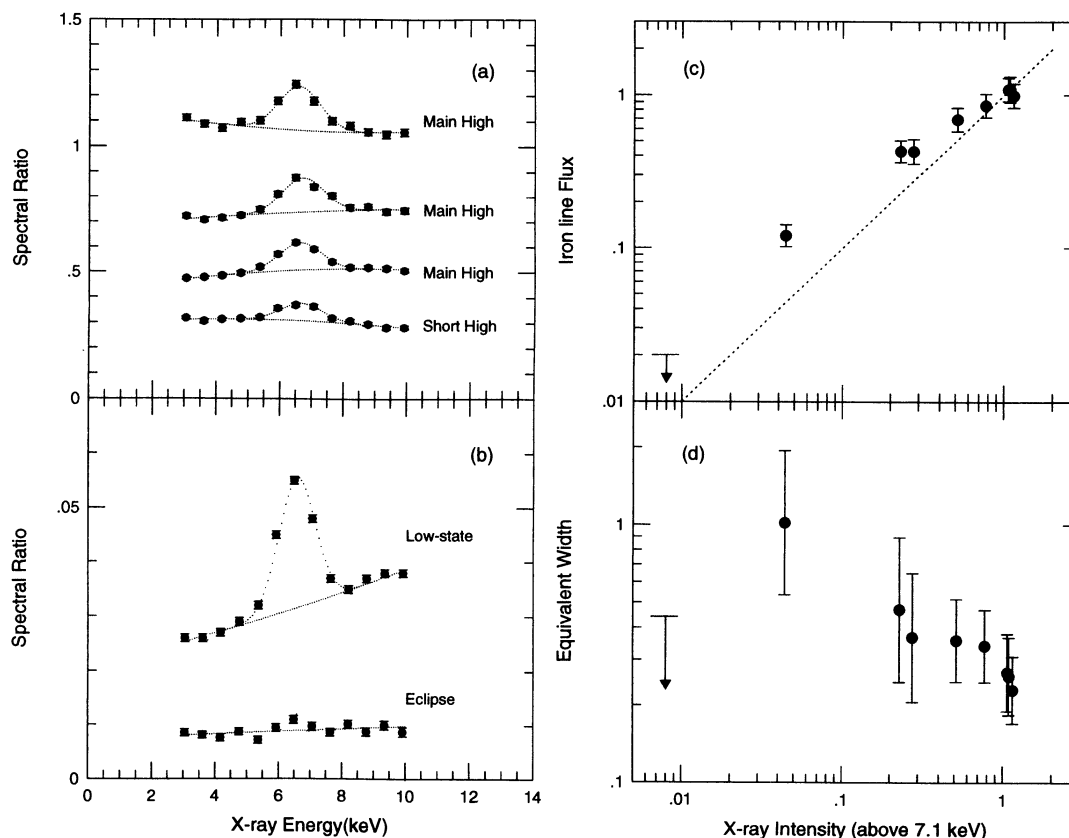 1.5
1
.5
0
Spectral Ratio
(a)
Main High
Main High
Main High
Short High
.05
0
Spectral Ratio
(b)
Low-state
Eclipse
0 2 4 6 8 10 12 14
X-ray Energy(keV)
(c)
1
0.1
.01
Iron line Flux
(d)
1
.1
Equivalent Width
.01 .1 1
X-ray Intensity (above 7.1 keV)